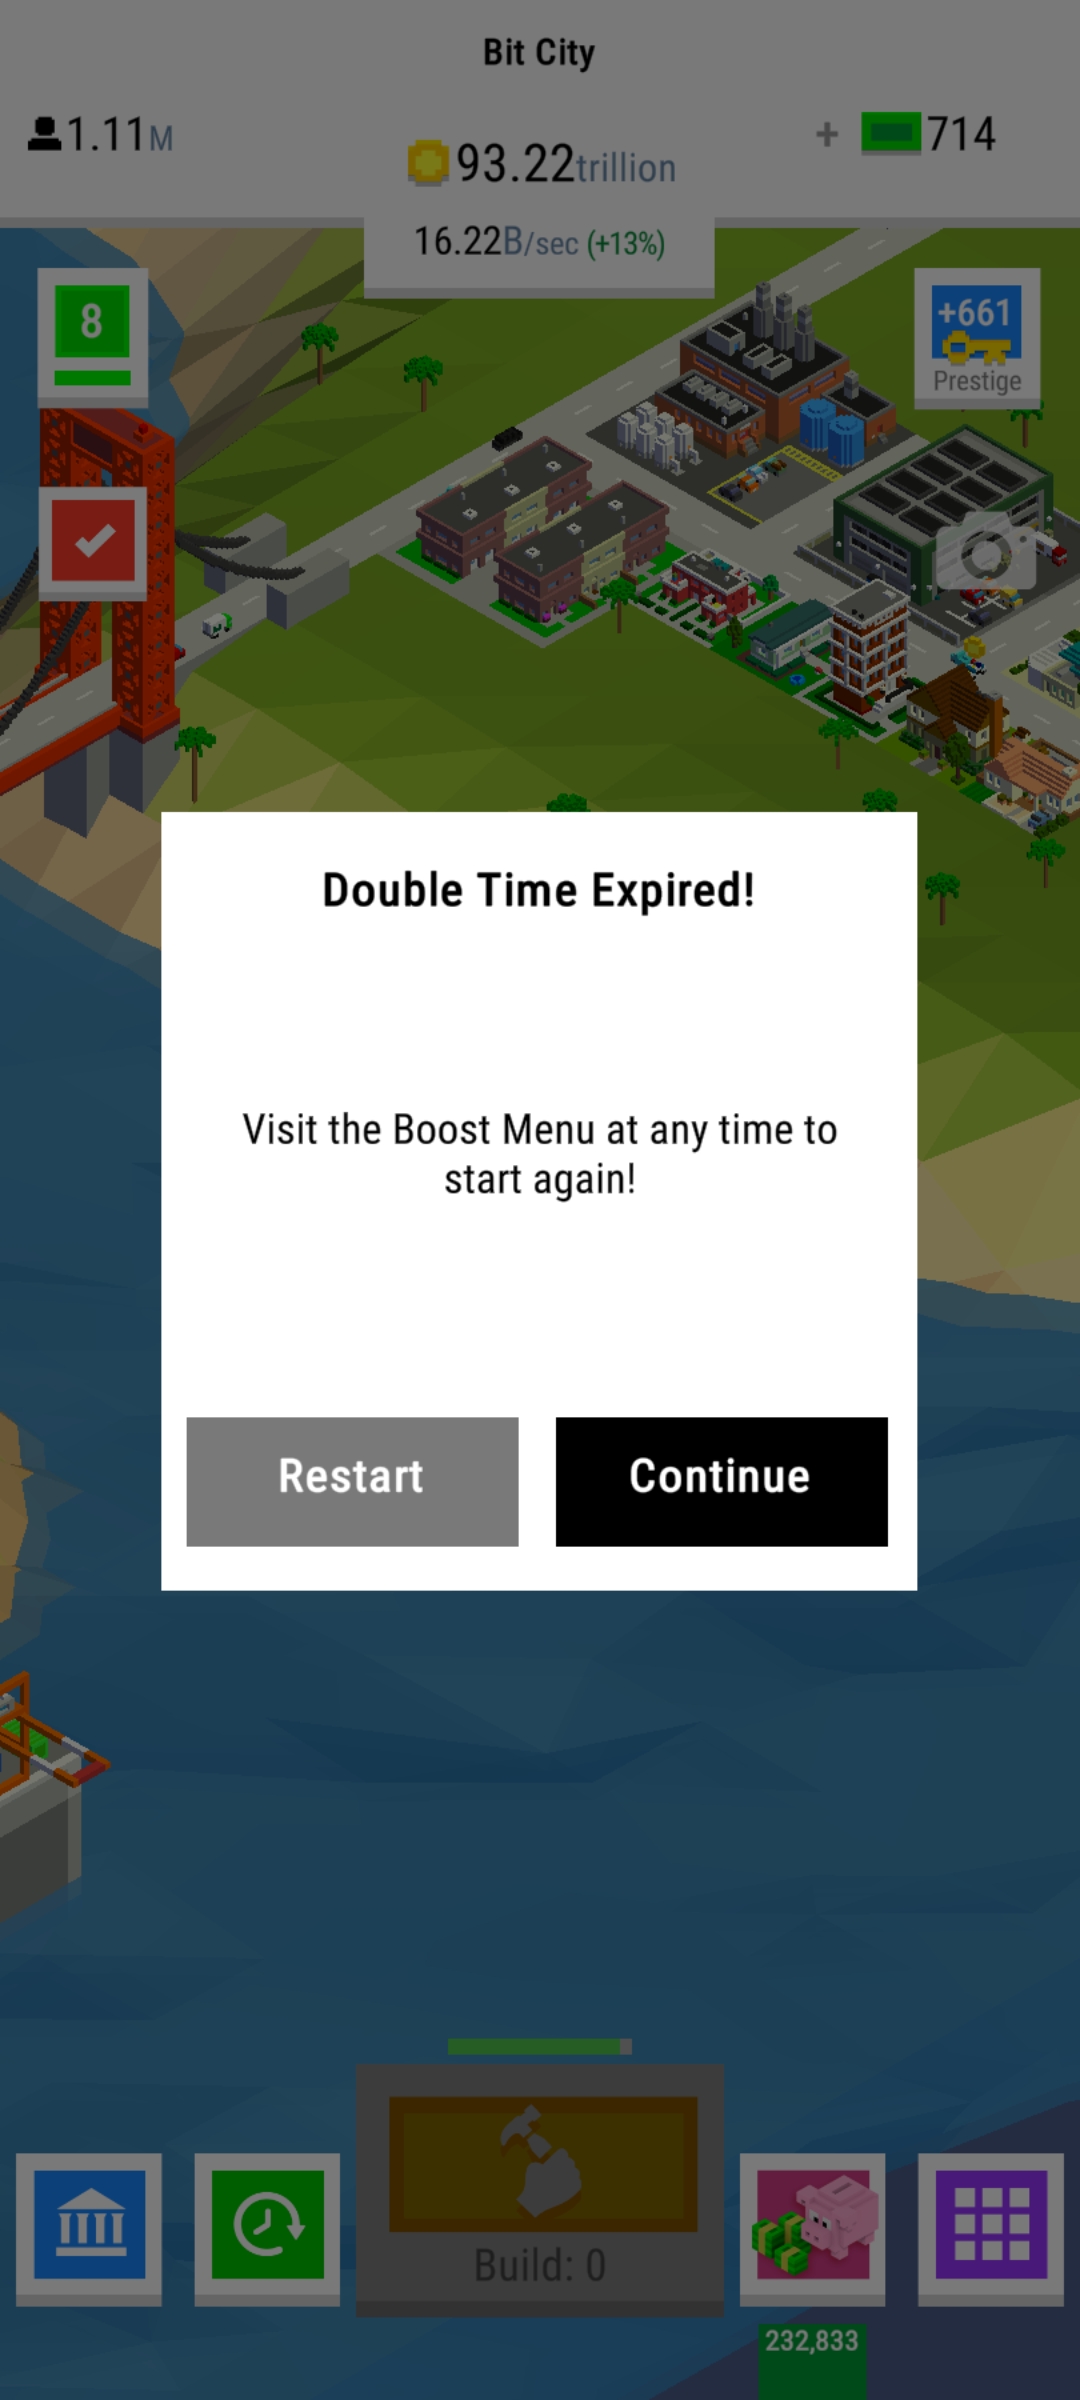 Bit City
1.11M
93.22trillion
+ 714
16.22B/sec (+13%)
8
+661
Prestige
Double Time Expired!
Visit the Boost Menu at any time to
start again!
Restart
Continue
Build: 0
232,833